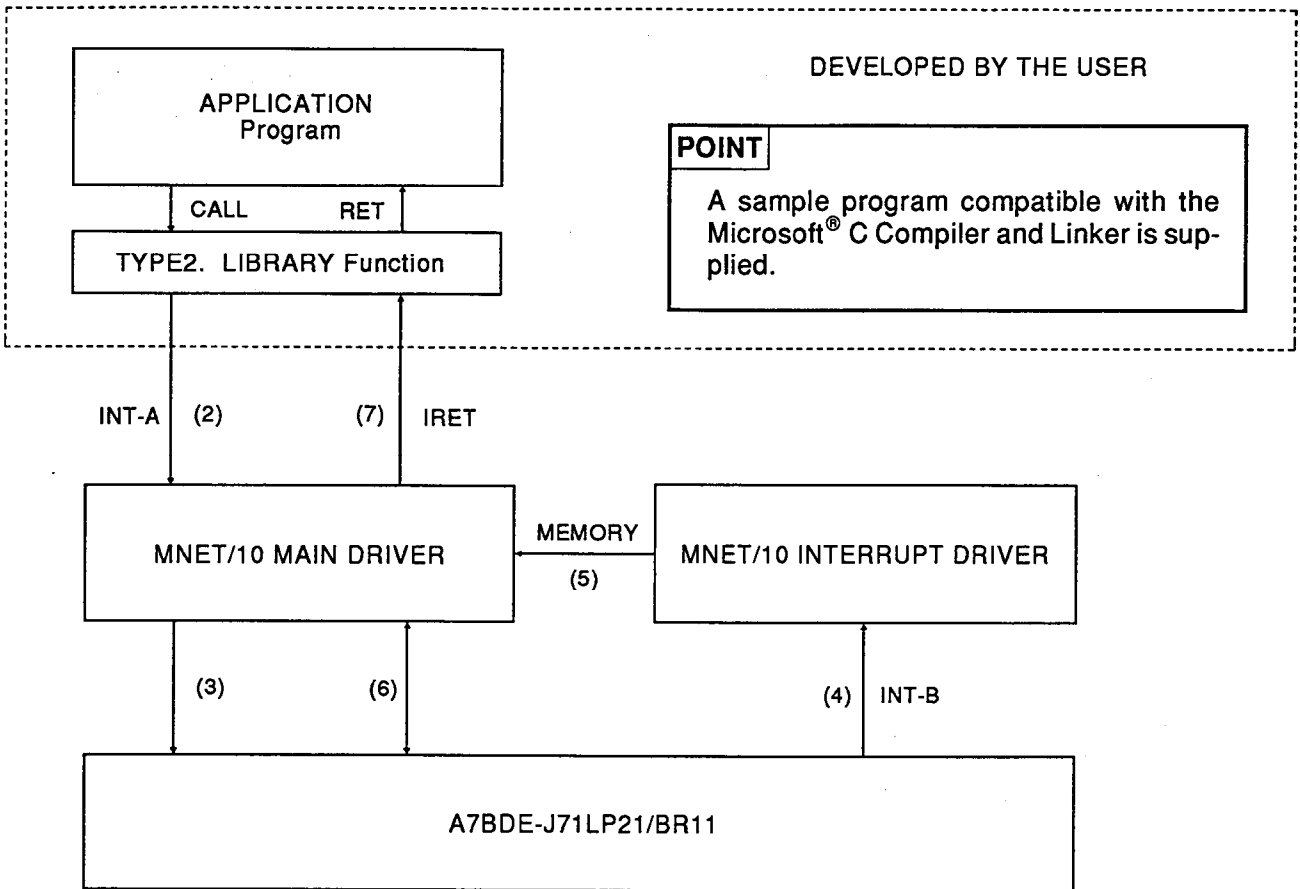 APPLICATION
Program
DEVELOPED BY THE USER
POINT
A sample program compatible with the
Microsoft® C Compiler and Linker is sup-
plied.
CALL RET
TYPE2. LIBRARY Function
INT-A (2) (7) IRET
MNET/10 MAIN DRIVER
MEMORY
(5)
MNET/10 INTERRUPT DRIVER
(3) (6) (4) INT-B
A7BDE-J71LP21/BR11